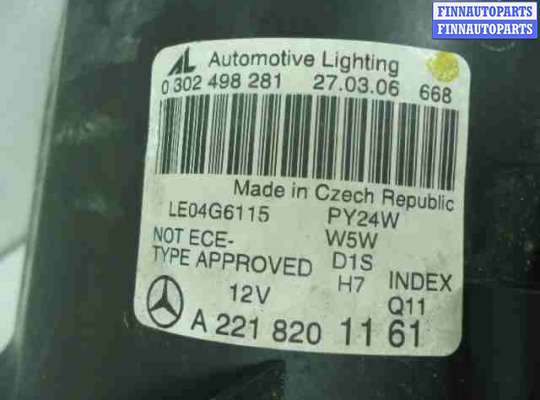 FINNAUTOPARTS
FINNAUTOPARTS
FINNAUTOPARTS
AL Automotive Lighting
0 302 498 281 27.03.06 668
Made in Czech Republic
LE04G6115 PY24W
NOT ECE- W5W
TYPE APPROVED D1S
12V H7 INDEX
Q11
A 221 820 11 61